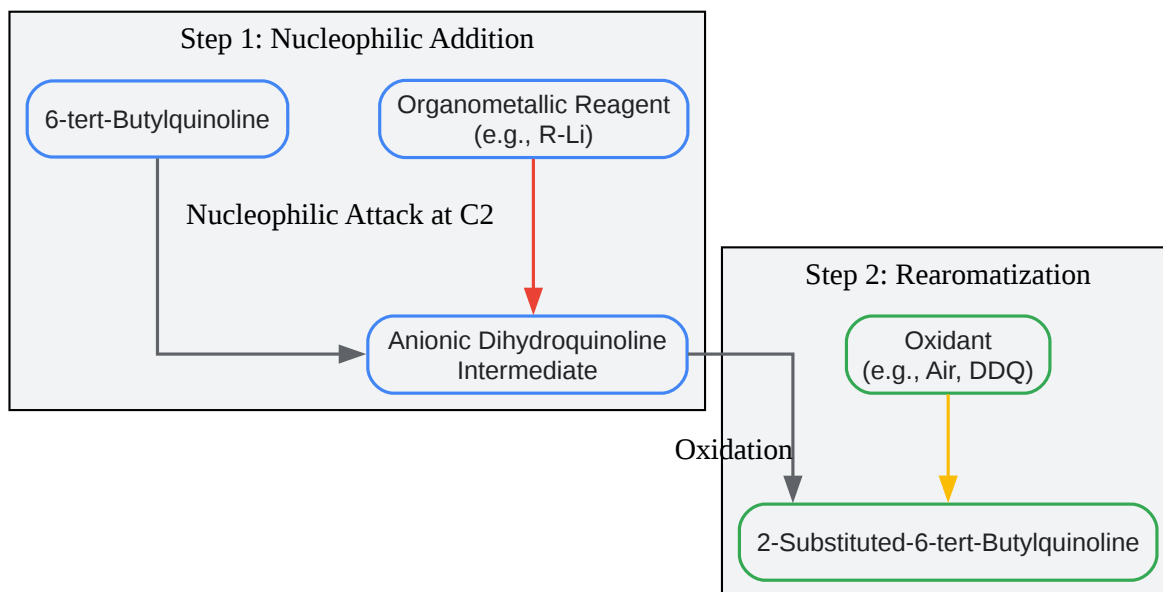 Step 1: Nucleophilic Addition
6-tert-Butylquinoline
Organometallic Reagent
(e.g., R-Li)
Nucleophilic Attack at C2
Anionic Dihydroquinoline
Intermediate
Step 2: Rearomatization
Oxidant
(e.g., Air, DDQ)
Oxidation
2-Substituted-6-tert-Butylquinoline